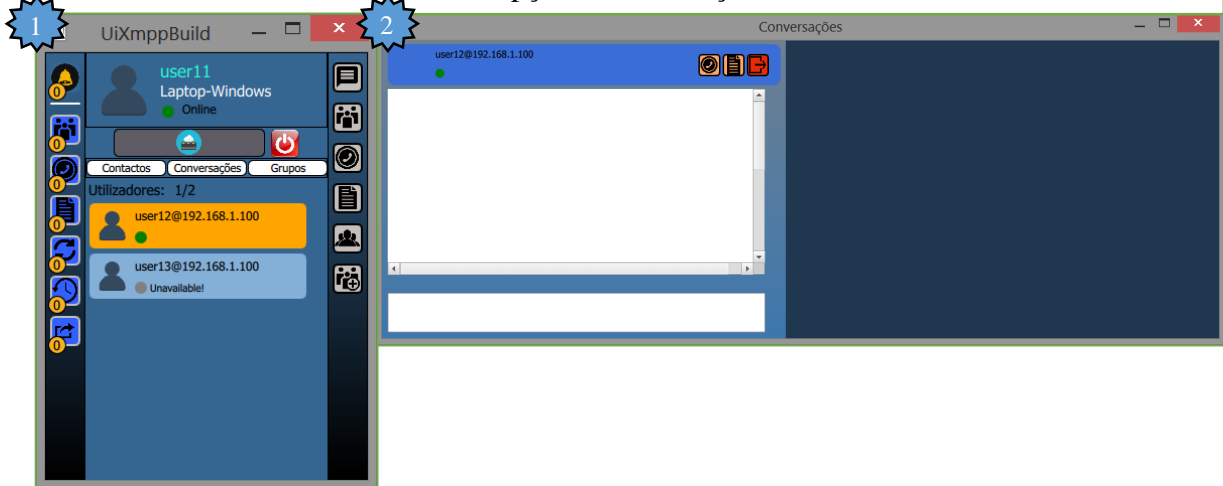 1
UiXmppBuild
2
Conversações
user11
Laptop-Windows
Online
0
0
0
0
0
0
0
Contactos
Conversações
Grupos
Utilizadores: 1/2
user12@192.168.1.100
user13@192.168.1.100
Unavailable!
user12@192.168.1.100